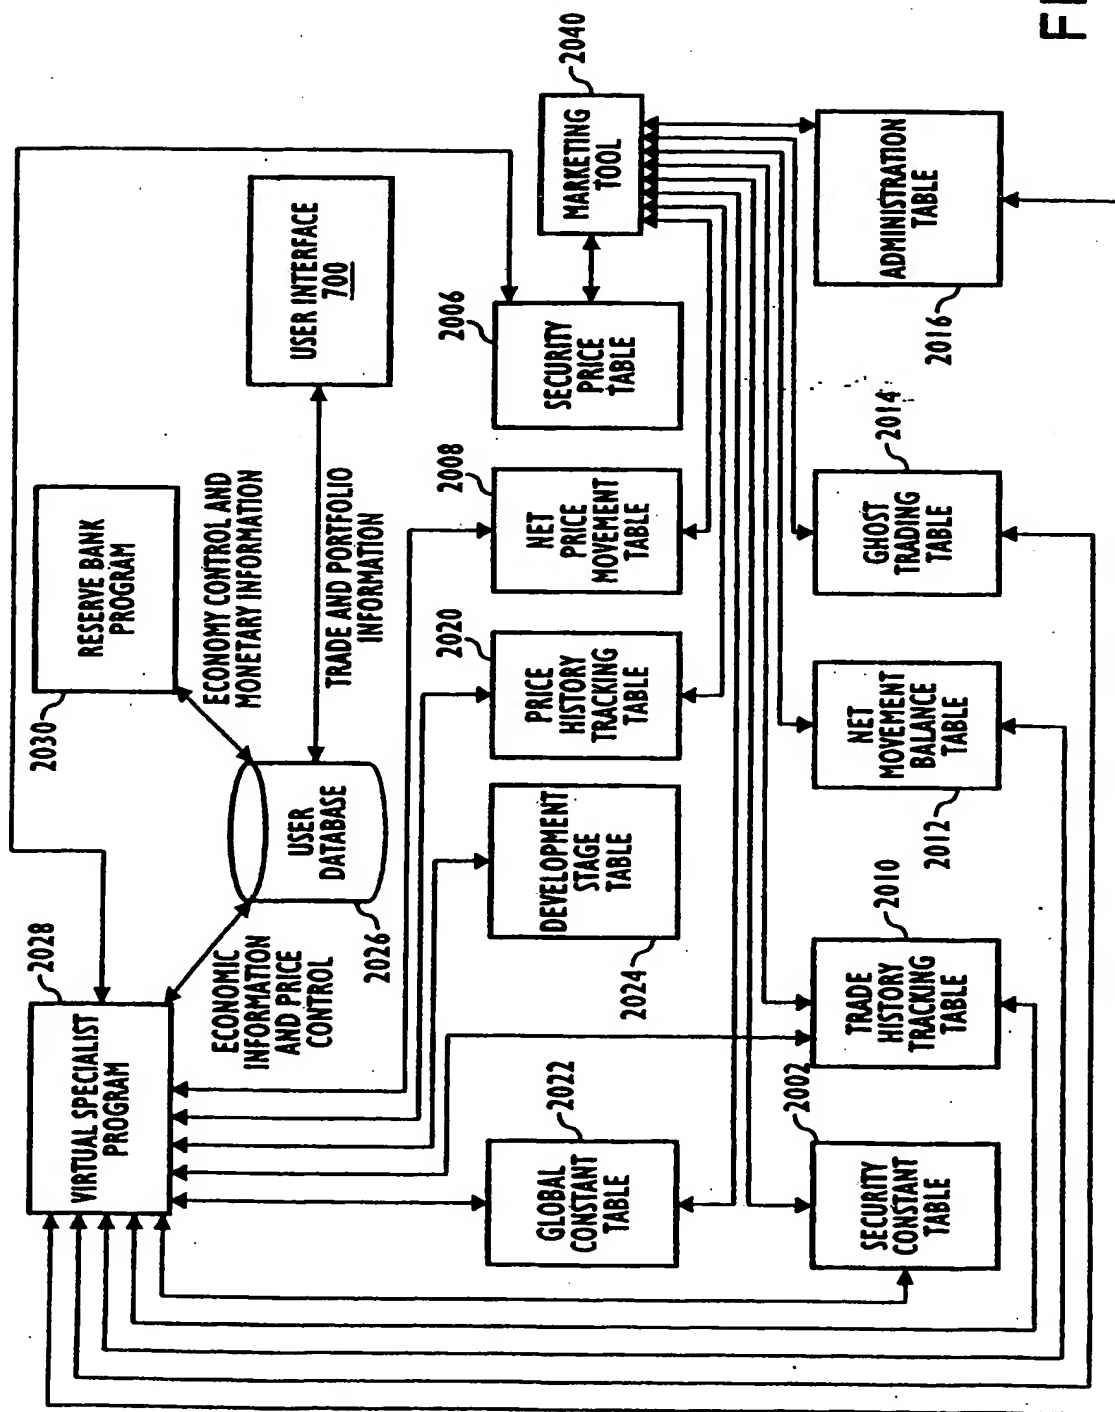 VIRTUAL SPECIALIST
PROGRAM
2028
ECONOMIC
INFORMATION
AND PRICE
CONTROL
USER
DATABASE
2026
RESERVE BANK
PROGRAM
2030
ECONOMY CONTROL AND
MONETARY INFORMATION
TRADE AND PORTFOLIO
INFORMATION
USER INTERFACE
700
GLOBAL
CONSTANT
TABLE
2022
DEVELOPMENT
STAGE
TABLE
2024
PRICE
HISTORY
TRACKING
TABLE
2020
NET
PRICE
MOVEMENT
TABLE
2008
SECURITY
PRICE
TABLE
2006
MARKETING
TOOL
2040
SECURITY
CONSTANT
TABLE
2002
TRADE
HISTORY
TRACKING
TABLE
2010
NET
MOVEMENT
BALANCE
TABLE
2012
GHOST
TRADING
TABLE
2014
ADMINISTRATION
TABLE
2016